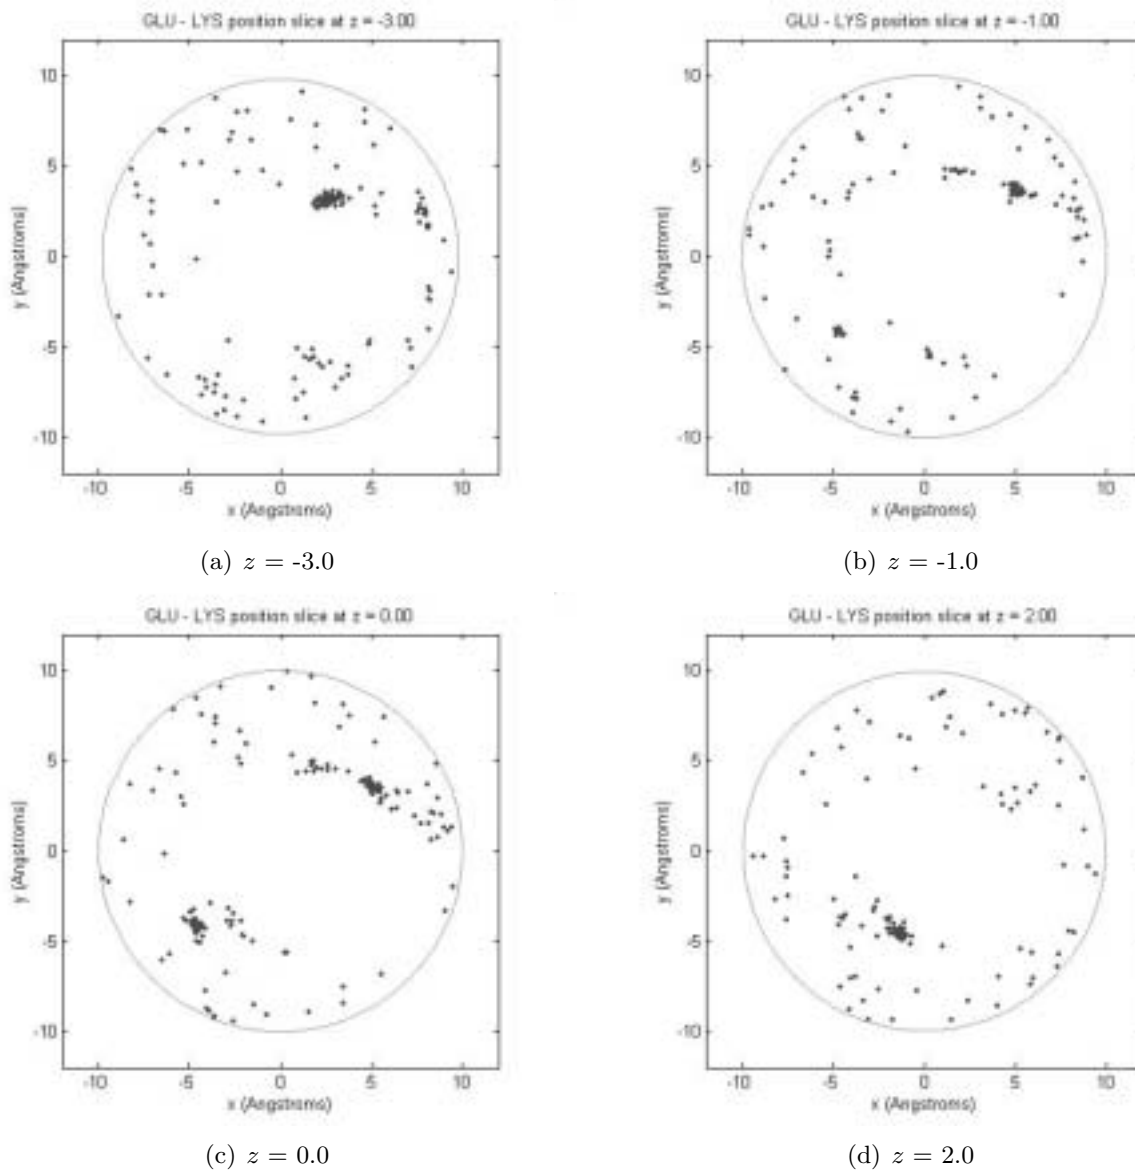 GLU - LYS position slice at z = -3.00
10
5
0
-5
-10
y (Angstroms)
-10 -5 0 5 10
x (Angstroms)
(a) z = -3.0
GLU - LYS position slice at z = -1.00
10
5
0
-5
-10
y (Angstroms)
-10 -5 0 5 10
x (Angstroms)
(b) z = -1.0
GLU - LYS position slice at z = 0.00
10
5
0
-5
-10
y (Angstroms)
-10 -5 0 5 10
x (Angstroms)
(c) z = 0.0
GLU - LYS position slice at z = 2.00
10
5
0
-5
-10
y (Angstroms)
-10 -5 0 5 10
x (Angstroms)
(d) z = 2.0